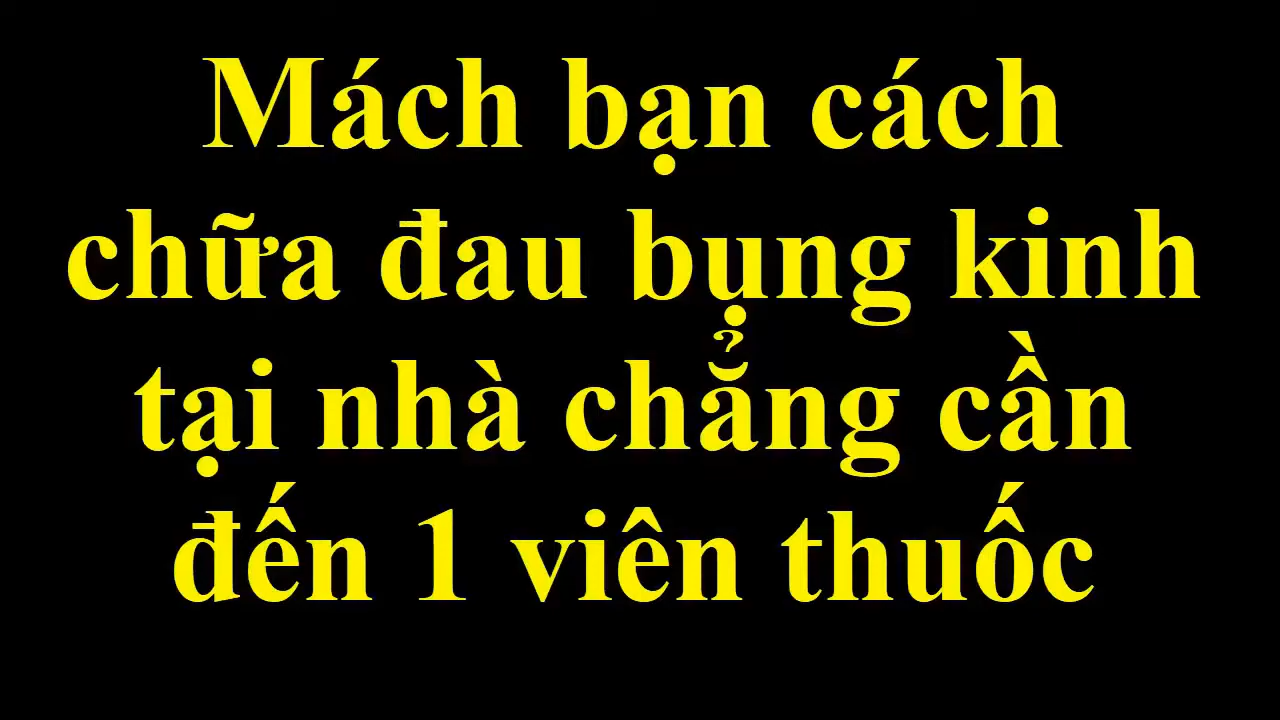 Mách bạn cách
chữa đau bụng kinh
tại nhà chẳng cần
đến 1 viên thuốc